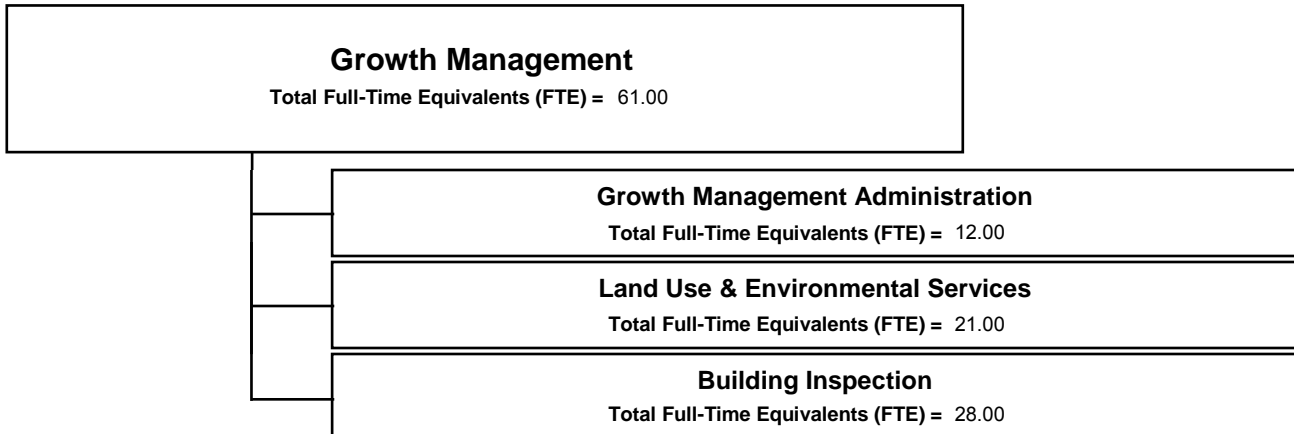 Growth Management
Total Full-Time Equivalents (FTE) = 61.00
Growth Management Administration
Total Full-Time Equivalents (FTE) = 12.00
Land Use & Environmental Services
Total Full-Time Equivalents (FTE) = 21.00
Building Inspection
Total Full-Time Equivalents (FTE) = 28.00